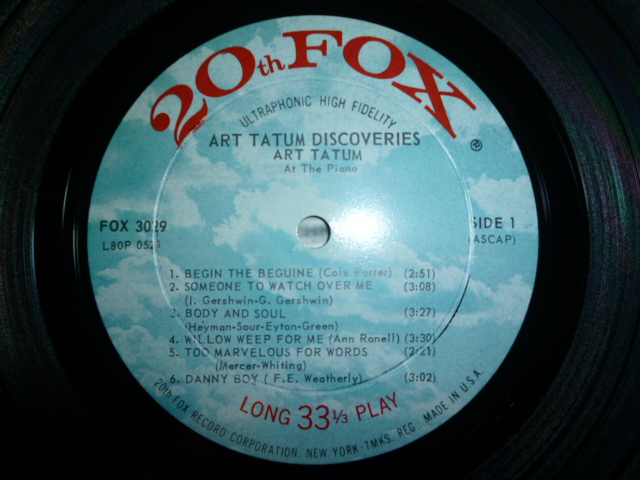 20th FOX
®
ULTRAPHONIC HIGH FIDELITY
ART TATUM DISCOVERIES
ART TATUM
At The Piano
FOX 3029
SIDE 1
L80P
(ASCAP)
1. BEGIN THE BEGUINE (Cole Porter) (2:51)
2. SOMEONE TO WATCH OVER ME (3:08)
(I. Gershwin-G. Gershwin)
3. BODY AND SOUL (3:27)
(Heyman-Sour-Eyton-Green)
4. WILLOW WEEP FOR ME (Ann Ronell) (3:30)
5. TOO MARVELOUS FOR WORDS (2:21)
(Mercer-Whiting)
6. DANNY BOY ( F.E. Weatherly) (3:02)
LONG 33⅓ PLAY
20th FOX RECORD CORPORATION. NEW YORK·TMKS REG. MADE IN U.S.A.